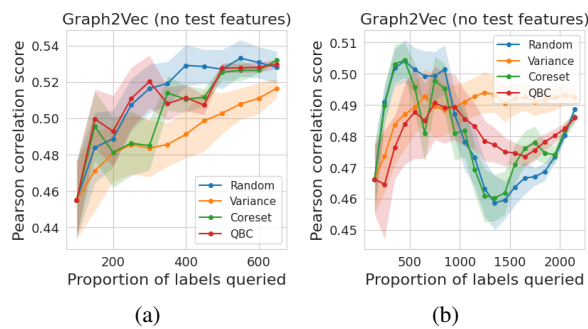 Graph2Vec (no test features)
Pearson correlation score
0.54
0.52
0.50
0.48
0.46
0.44
Random
Variance
Coreset
QBC
200
400
600
Proportion of labels queried
(a)
Graph2Vec (no test features)
Pearson correlation score
0.51
0.50
0.49
0.48
0.47
0.46
0.45
Random
Variance
Coreset
QBC
500
1000
1500
2000
Proportion of labels queried
(b)